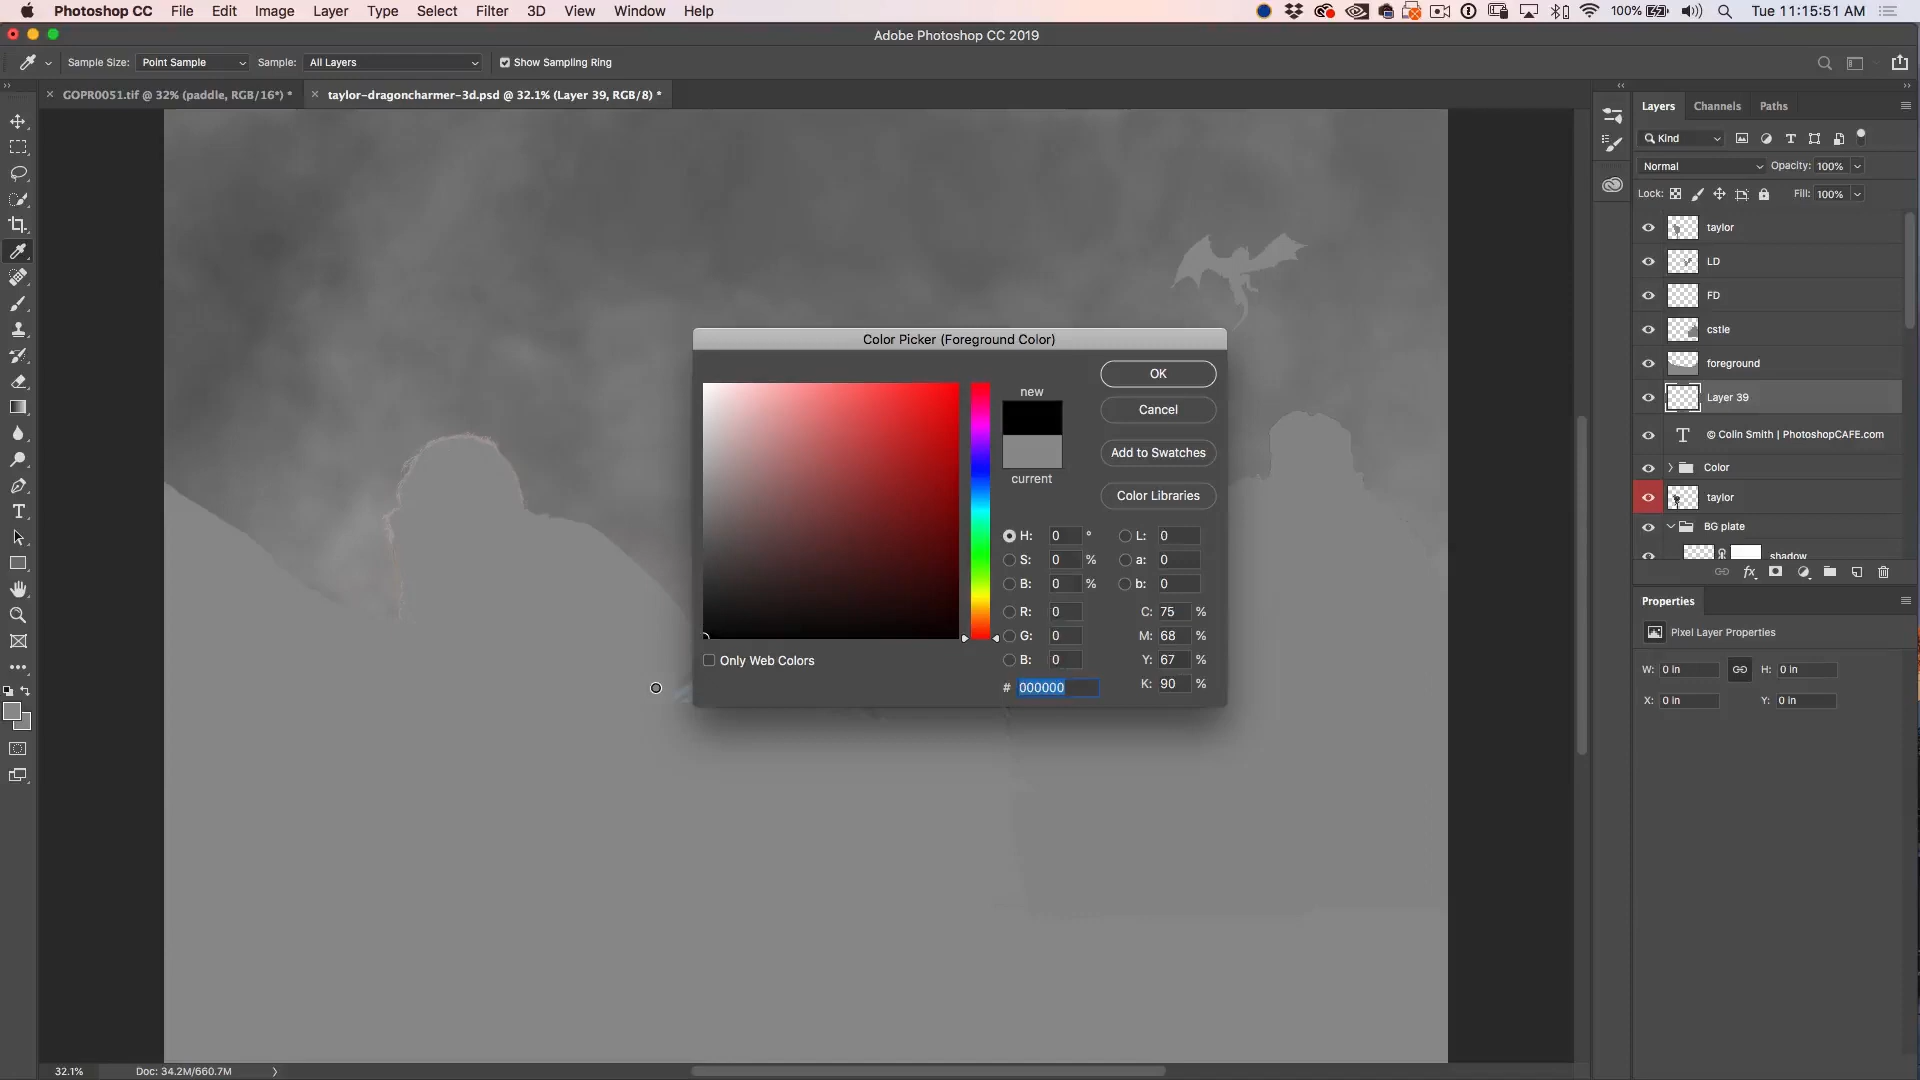 Photoshop CC File Edit Image Layer Type Select Filter 3D View Window Help 100% Tue 11:15:51 AM
Adobe Photoshop CC 2019
Sample Size: Point Sample Sample: All Layers Show Sampling Ring
GOPR0051.tif @ 32% (paddle, RGB/16*) * taylor-dragoncharmer-3d.psd @ 32.1% (Layer 39, RGB/8) *
Layers Channels Paths
Kind
Normal Opacity: 100%
Lock: Fill: 100%
taylor
LD
FD
cstle
foreground
Layer 39
© Colin Smith | PhotoshopCAFE.com
Color
taylor
BG plate
shadow
Properties
Pixel Layer Properties
W: 0 in H: 0 in
X: 0 in Y: 0 in
Color Picker (Foreground Color)
new
current
OK
Cancel
Add to Swatches
Color Libraries
H: 0 ° L: 0
S: 0 % a: 0
B: 0 % b: 0
R: 0 C: 75 %
G: 0 M: 68 %
B: 0 Y: 67 %
# 000000 K: 90 %
Only Web Colors
32.1% Doc: 34.2M/660.7M